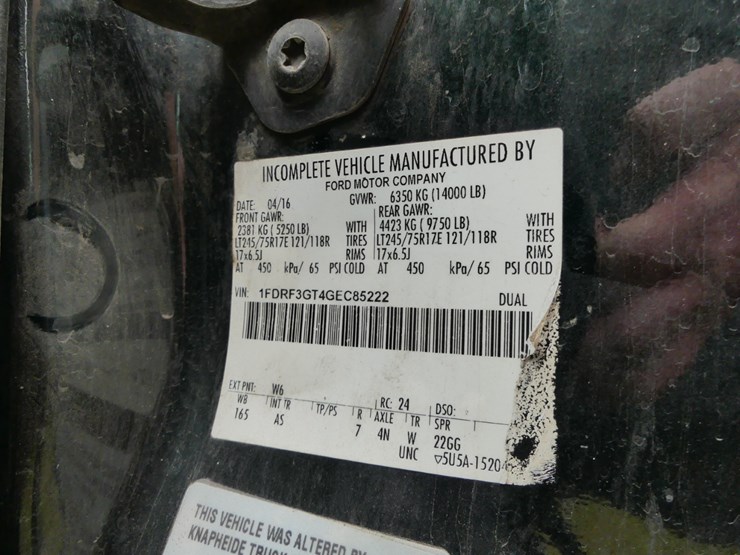 INCOMPLETE VEHICLE MANUFACTURED BY
FORD MOTOR COMPANY
DATE: 04/16 GVWR: 6350 KG (14000 LB)
FRONT GAWR: REAR GAWR:
2381 KG ( 5250 LB) WITH 4423 KG ( 9750 LB) WITH
LT245/75R17E 121/118R TIRES LT245/75R17E 121/118R TIRES
17x6.5J RIMS 17x6.5J RIMS
AT 450 kPa/ 65 PSI COLD AT 450 kPa/ 65 PSI COLD
VIN: 1FDRF3GT4GEC85222 DUAL
EXT PNT: W6 RC: 24 DSO:
WB INT TR TP/PS R AXLE TR SPR
165 AS 7 4N W 22GG
UNC ▽5U5A-1520
THIS VEHICLE WAS ALTERED BY
KNAPHEIDE TRUCK